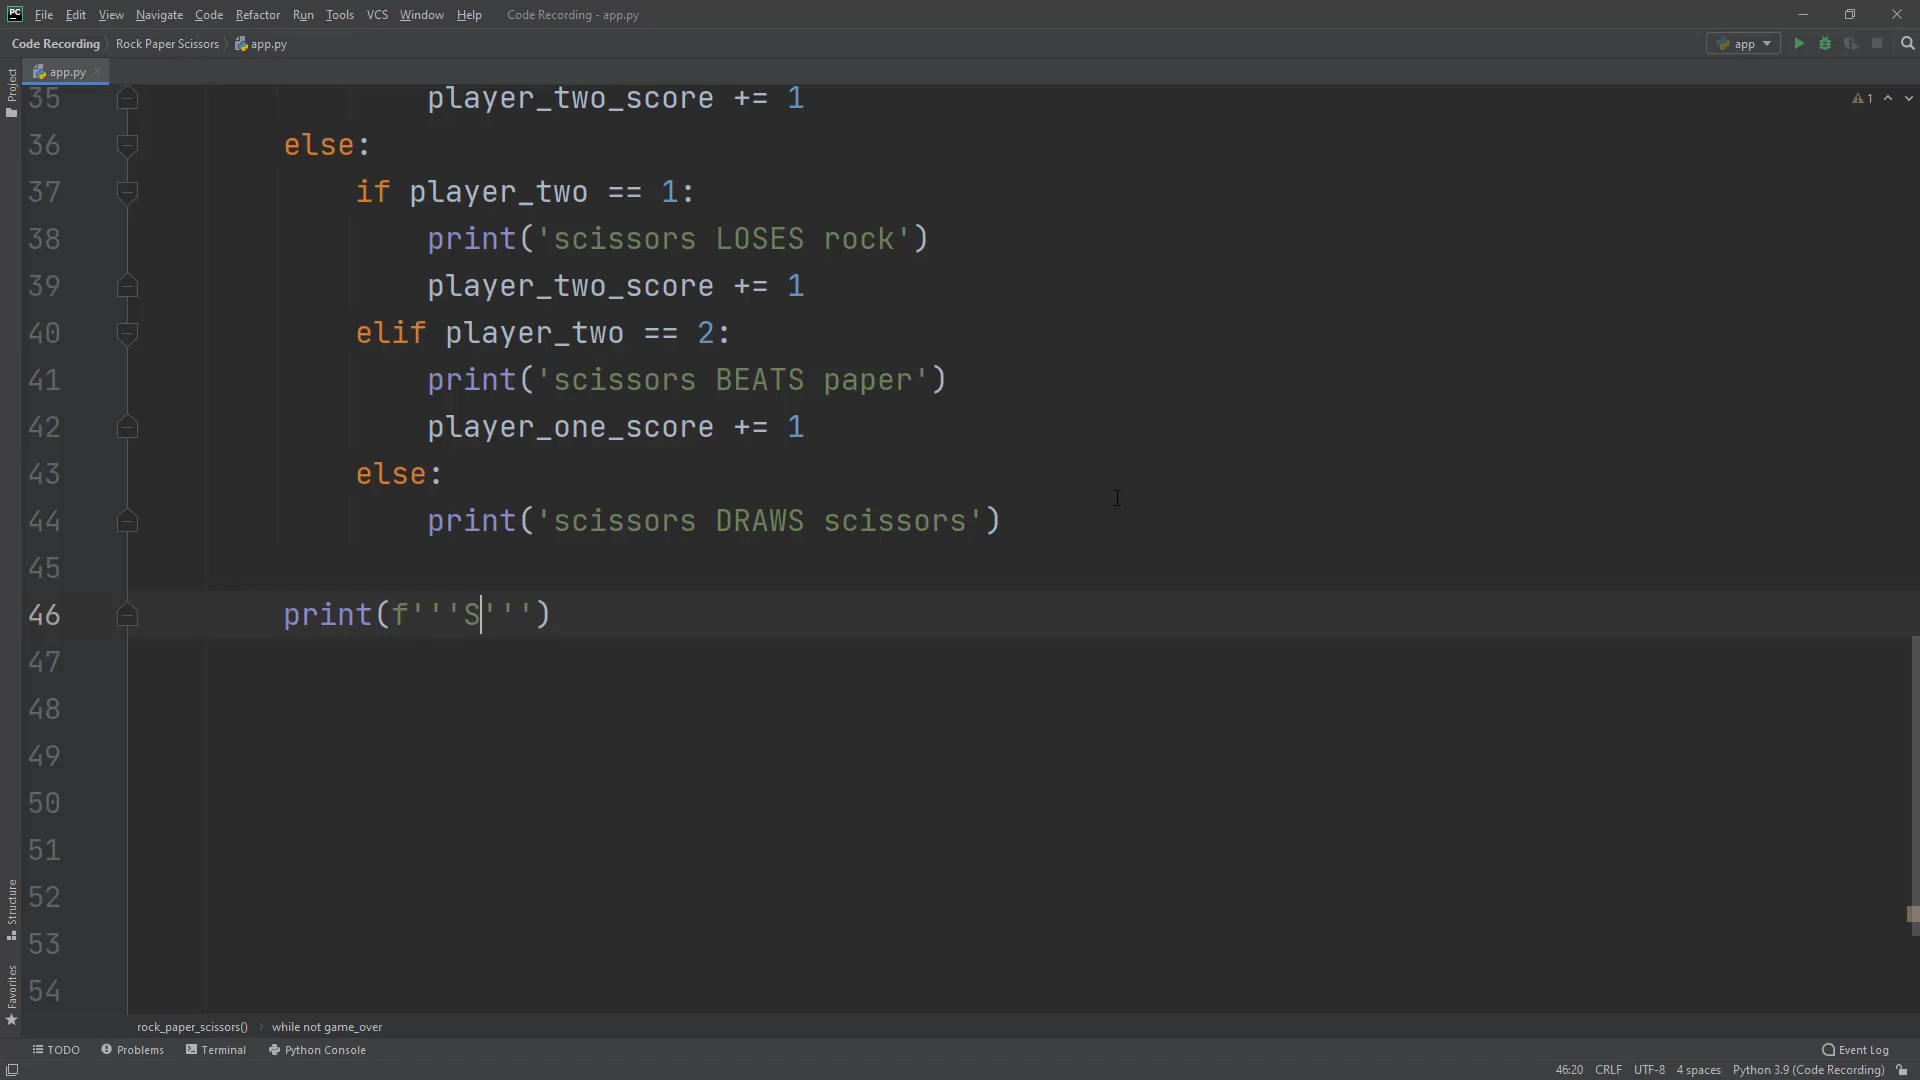 PC File Edit View Navigate Code Refactor Run Tools VCS Window Help Code Recording - app.py
Code Recording Rock Paper Scissors app.py app
Project app.py
35 player_two_score += 1 1
36 else:
37 if player_two == 1:
38 print('scissors LOSES rock')
39 player_two_score += 1
40 elif player_two == 2:
41 print('scissors BEATS paper')
42 player_one_score += 1
43 else:
44 print('scissors DRAWS scissors')
45
46 print(f'''S''')
47
48
49
50
51
52
53
54
Structure
Favorites
rock_paper_scissors() while not game_over
TODO Problems Terminal Python Console Event Log
46:20 CRLF UTF-8 4 spaces Python 3.9 (Code Recording)